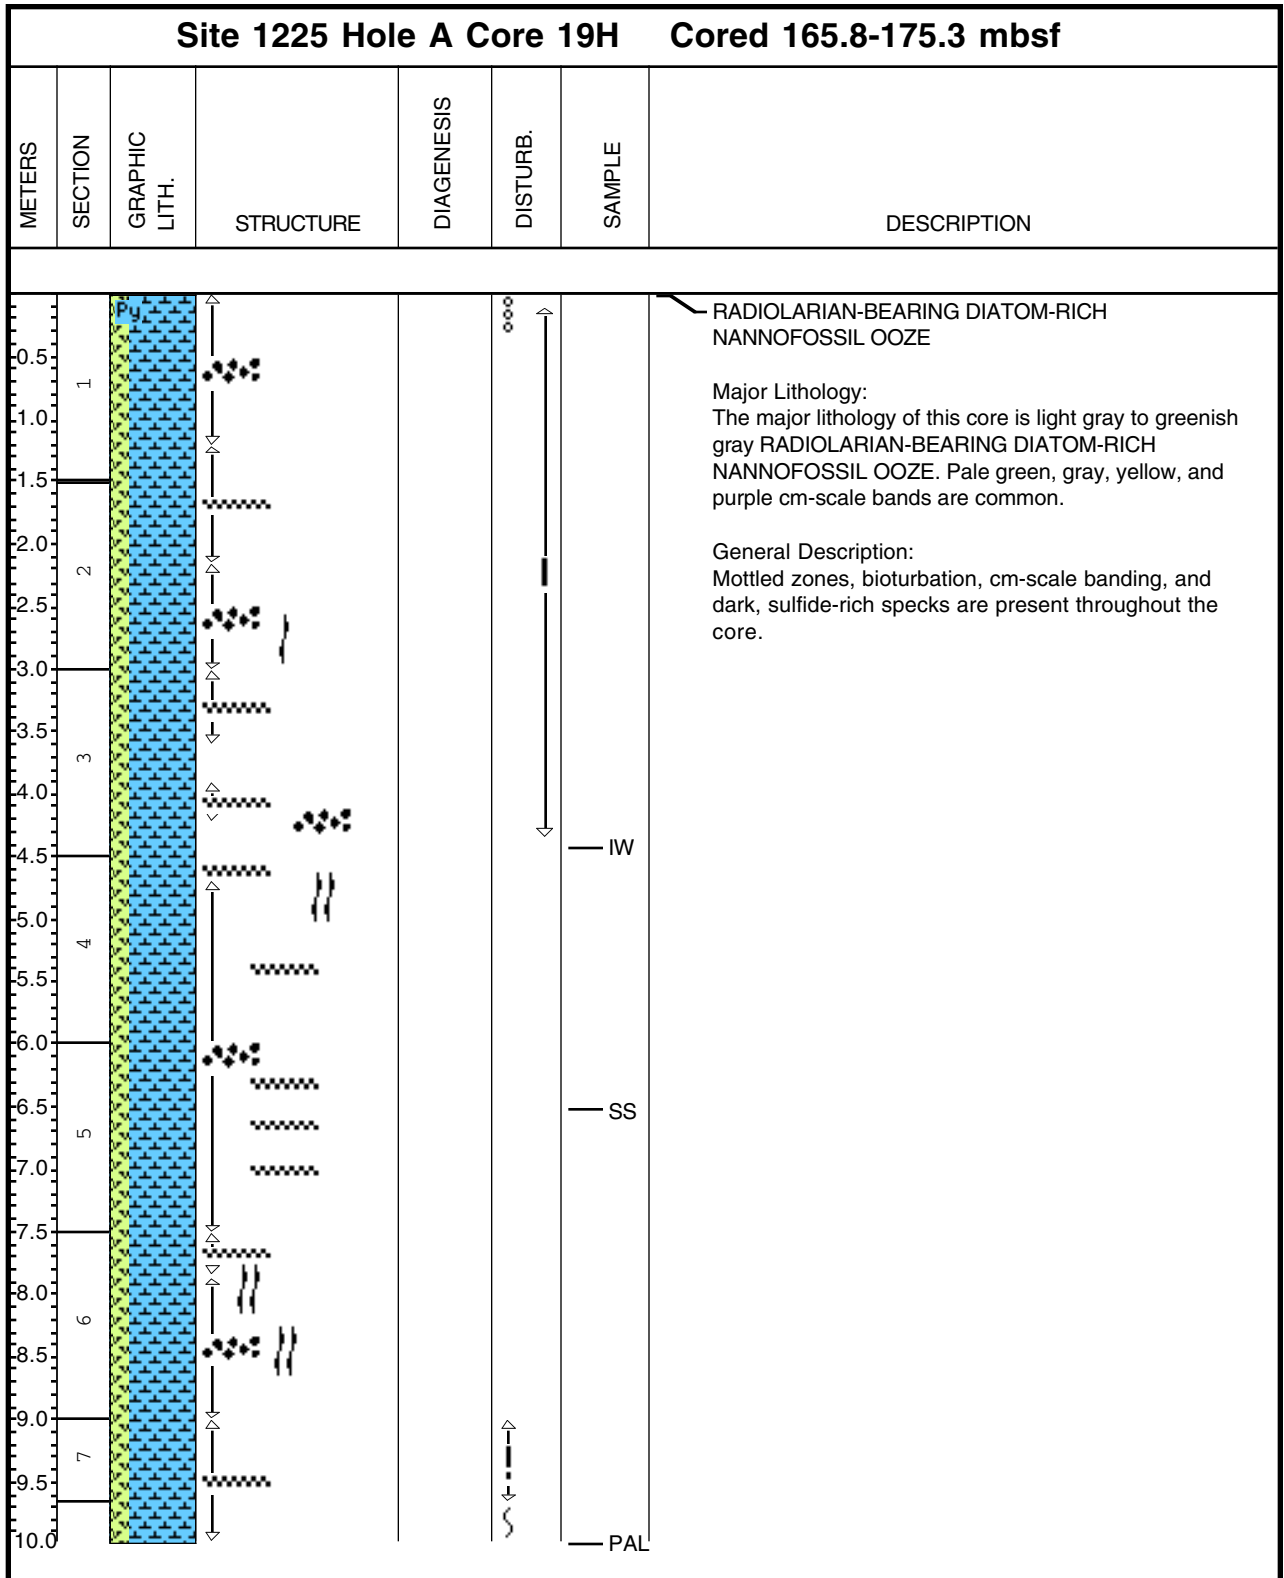 Site 1225 Hole A Core 19H Cored 165.8-175.3 mbsf
METERS
SECTION
GRAPHIC
LITH.
STRUCTURE
DIAGENESIS
DISTURB.
SAMPLE
DESCRIPTION
Py
RADIOLARIAN-BEARING DIATOM-RICH
NANNOFOSSIL OOZE
0.5
1
Major Lithology:
The major lithology of this core is light gray to greenish
1.0
gray RADIOLARIAN-BEARING DIATOM-RICH
1.5
NANNOFOSSIL OOZE. Pale green, gray, yellow, and
purple cm-scale bands are common.
2.0
General Description:
2
Mottled zones, bioturbation, cm-scale banding, and
2.5
dark, sulfide-rich specks are present throughout the
core.
3.0
3.5
3
4.0
IW
4.5
5.0
4
5.5
6.0
6.5
SS
5
7.0
7.5
8.0
6
8.5
9.0
7
9.5
10.0
PAL